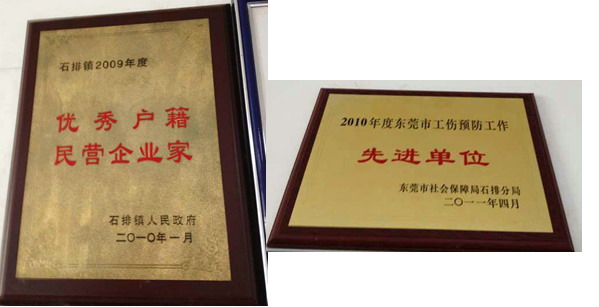 石排镇2009年度
优秀户籍
民营企业家
石排镇人民政府
二〇一〇年一月
2010年度东莞市工伤预防工作
先进单位
东莞市社会保障局石排分局
二〇一一年四月